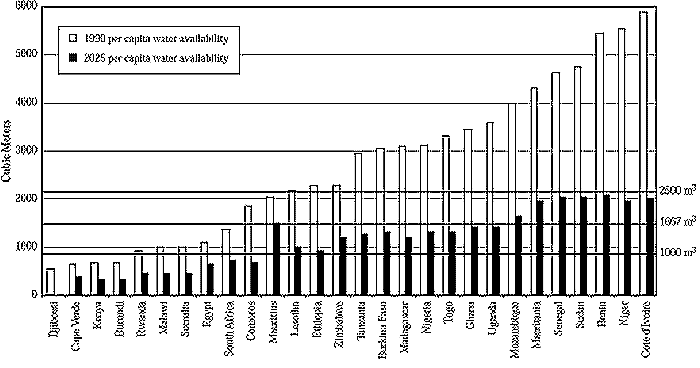 6000
1990 per capita water availability
2025 per capita water availability
5000
4000
3000
2000
1000
0
Cubic Meters
2500 m³
1667 m³
1000 m³
Djibouti
Cape Verde
Kenya
Burundi
Rwanda
Malawi
Somalia
Egypt
South Africa
Comoros
Mauritius
Lesotho
Ethiopia
Zimbabwe
Tanzania
Burkina Faso
Madagascar
Nigeria
Togo
Ghana
Uganda
Mozambique
Mauritania
Senegal
Sudan
Benin
Niger
Cote d'Ivoire